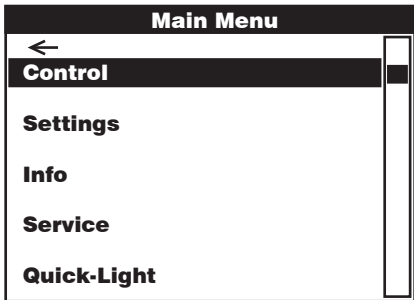 Main Menu
Control
Settings
Info
Service
Quick-Light